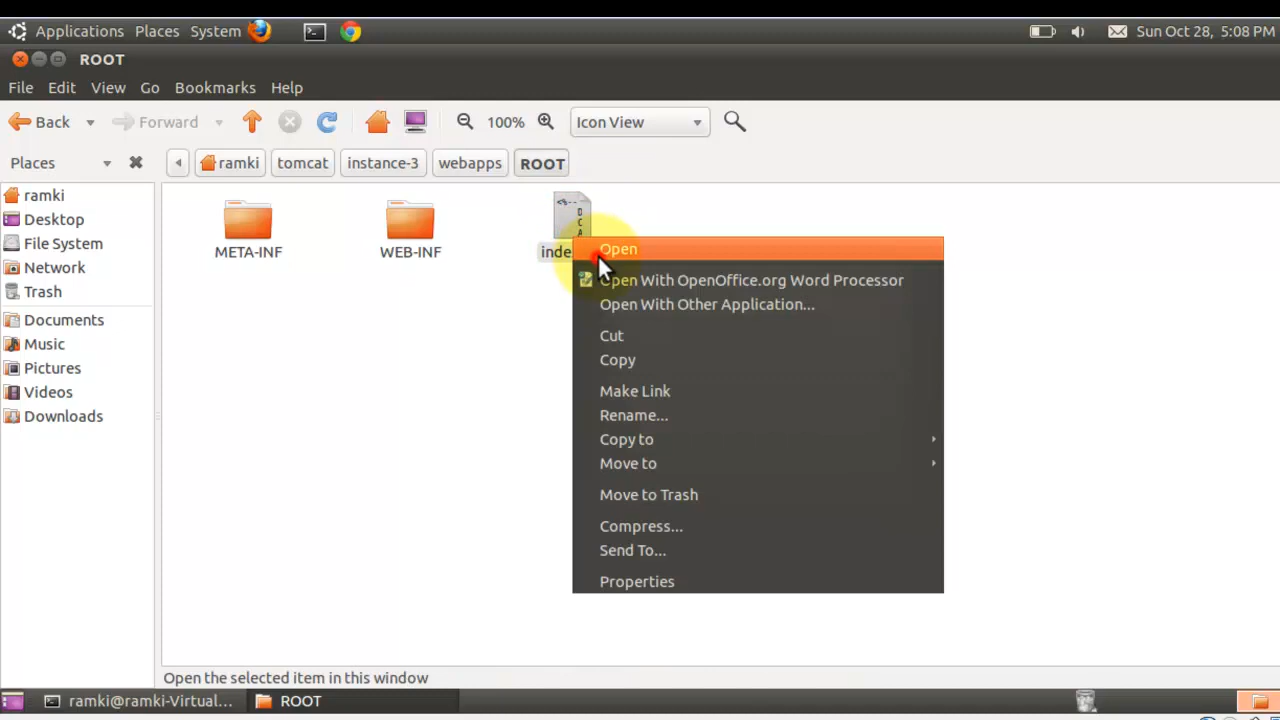 Applications Places System Sun Oct 28, 5:08 PM
ROOT
File Edit View Go Bookmarks Help
Back Forward 100% Icon View
Places ramki tomcat instance-3 webapps ROOT
ramki
Desktop
File System
Network
Trash
Documents
Music
Pictures
Videos
Downloads
META-INF WEB-INF
Open
Open With OpenOffice.org Word Processor
Open With Other Application...
Cut
Copy
Make Link
Rename...
Copy to
Move to
Move to Trash
Compress...
Send To...
Properties
Open the selected item in this window
ramki@ramki-Virtual... ROOT